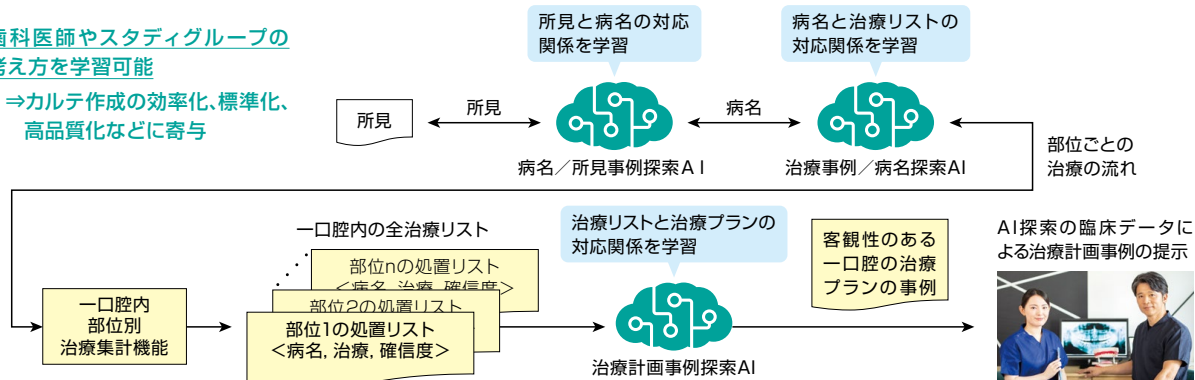 歯科医師やスタディグループの
考え方を学習可能
⇒カルテ作成の効率化、標準化、
高品質化などに寄与
所見と病名の対応
関係を学習
病名と治療リストの
対応関係を学習
所見
所見
病名
病名／所見事例探索AI
治療事例／病名探索AI
部位ごとの
治療の流れ
一口腔内の全治療リスト
部位nの処置リスト
＜病名, 治療, 確信度＞
部位2の処置リスト
部位1の処置リスト
＜病名, 治療, 確信度＞
一口腔内
部位別
治療集計機能
治療リストと治療プランの
対応関係を学習
治療計画事例探索AI
客観性のある
一口腔の治療
プランの事例
AI探索の臨床データに
よる治療計画事例の提示